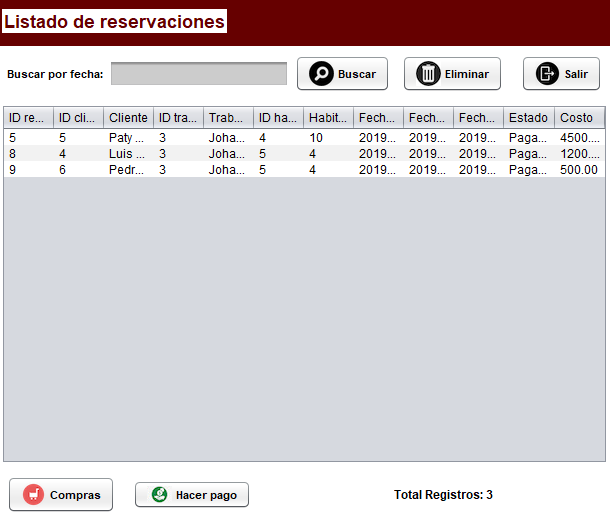 Listado de reservaciones
Buscar por fecha: Buscar Eliminar Salir
ID re... ID cli... Cliente ID tra... Trab... ID ha... Habit... Fech... Fech... Fech... Estado Costo
5 5 Paty ... 3 Joha... 4 10 2019... 2019... 2019... Paga... 4500....
8 4 Luis ... 3 Joha... 5 4 2019... 2019... 2019... Paga... 1200....
9 6 Pedr... 3 Joha... 5 4 2019... 2019... 2019... Paga... 500.00
Compras Hacer pago Total Registros: 3